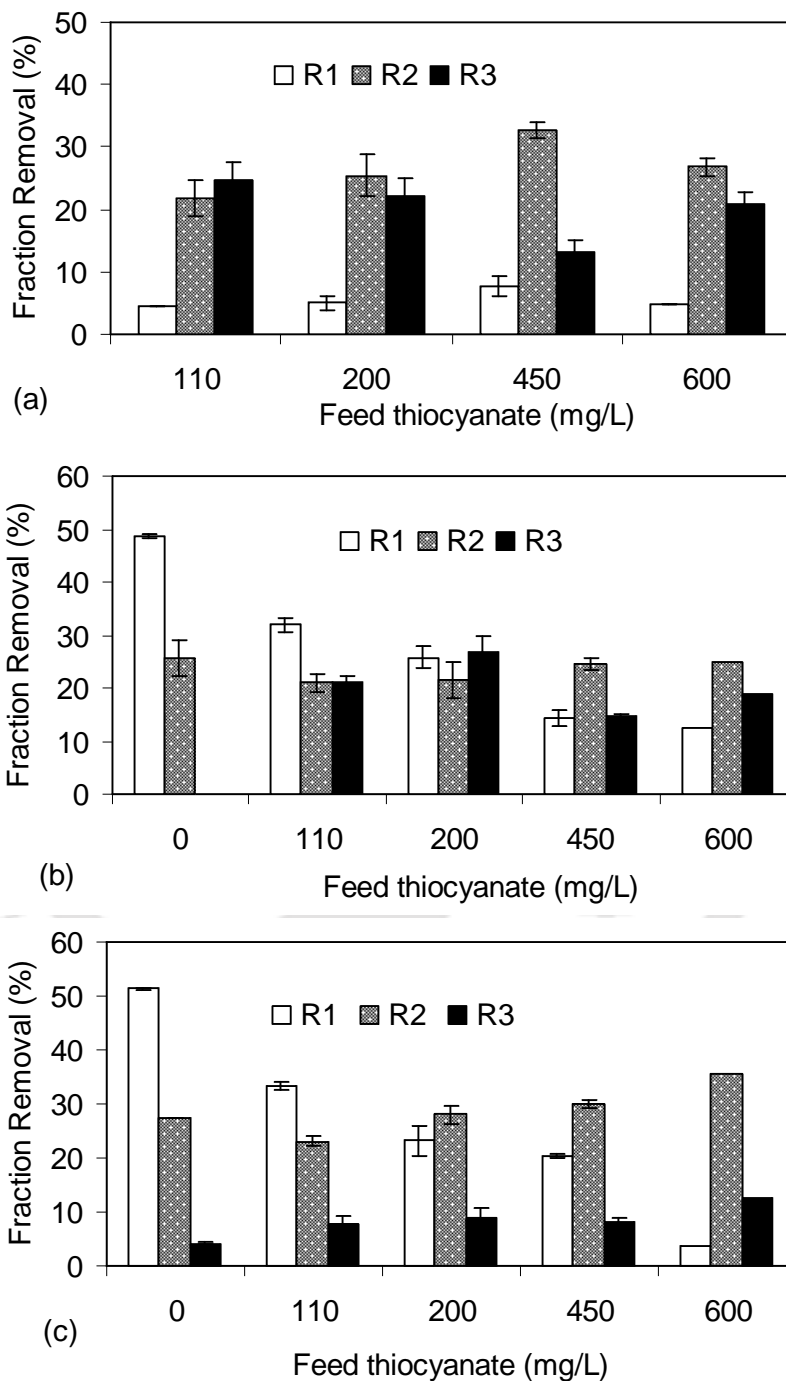 Fraction Removal (%)
50
40
30
20
10
0
R1 R2 R3
110 200 450 600
(a)
Feed thiocyanate (mg/L)
Fraction Removal (%)
60
50
40
30
20
10
0
R1 R2 R3
0 110 200 450 600
(b)
Feed thiocyanate (mg/L)
Fraction Removal (%)
60
50
40
30
20
10
0
R1 R2 R3
0 110 200 450 600
(c)
Feed thiocyanate (mg/L)